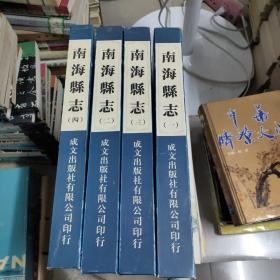 南海縣志
(四)
成文出版社有限公司印行
南海縣志
(二)
成文出版社有限公司印行
南海縣志
(三)
成文出版社有限公司印行
南海縣志
(一)
成文出版社有限公司印行
中華